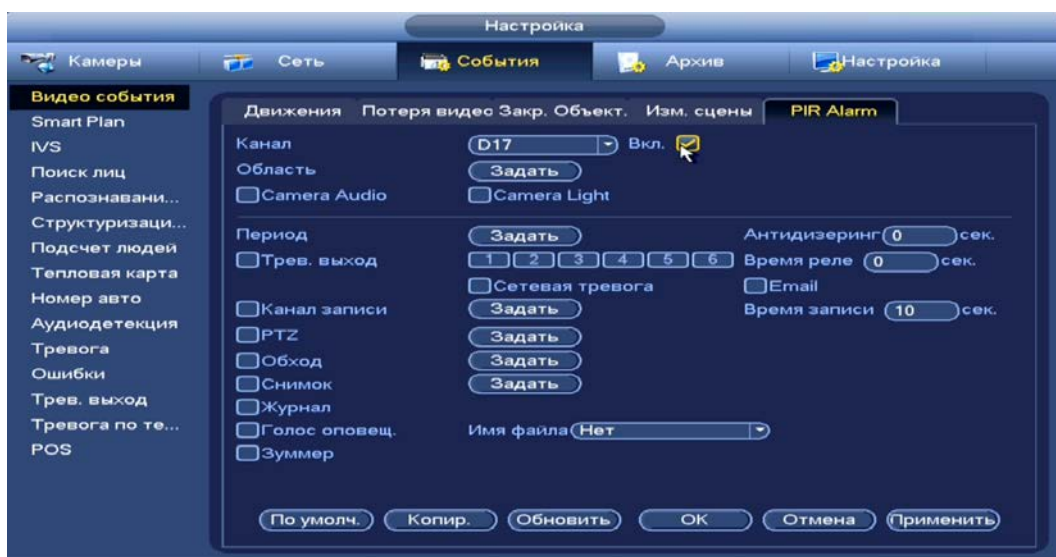 Настройка
Камеры Сеть События Архив Настройка
Видео события
Smart Plan
IVS
Поиск лиц
Распознавани...
Структуризаци...
Подсчет людей
Тепловая карта
Номер авто
Аудиодетекция
Тревога
Ошибки
Трев. выход
Тревога по те...
POS
Движения Потеря видео Закр. Объект. Изм. сцены PIR Alarm
Канал D17 Вкл.
Область Задать
Camera Audio Camera Light
Период Задать Антидизеринг 0 сек.
Трев. выход 1 2 3 4 5 6 Время реле 0 сек.
Сетевая тревога Email
Канал записи Задать Время записи 10 сек.
PTZ Задать
Обход Задать
Снимок Задать
Журнал
Голос оповещ. Имя файла Нет
Зуммер
По умолч. Копир. Обновить OK Отмена Применить